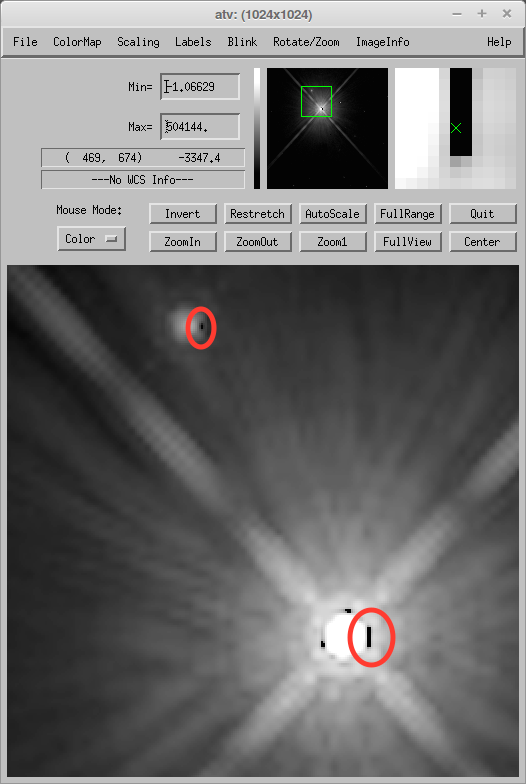 atv: (1024x1024)
File ColorMap Scaling Labels Blink Rotate/Zoom ImageInfo Help
Min= -1.06629
Max= 504144.
( 469, 674) -3347.4
---No WCS Info---
Mouse Mode:
Color
Invert Restretch AutoScale FullRange Quit
ZoomIn ZoomOut Zoom1 FullView Center